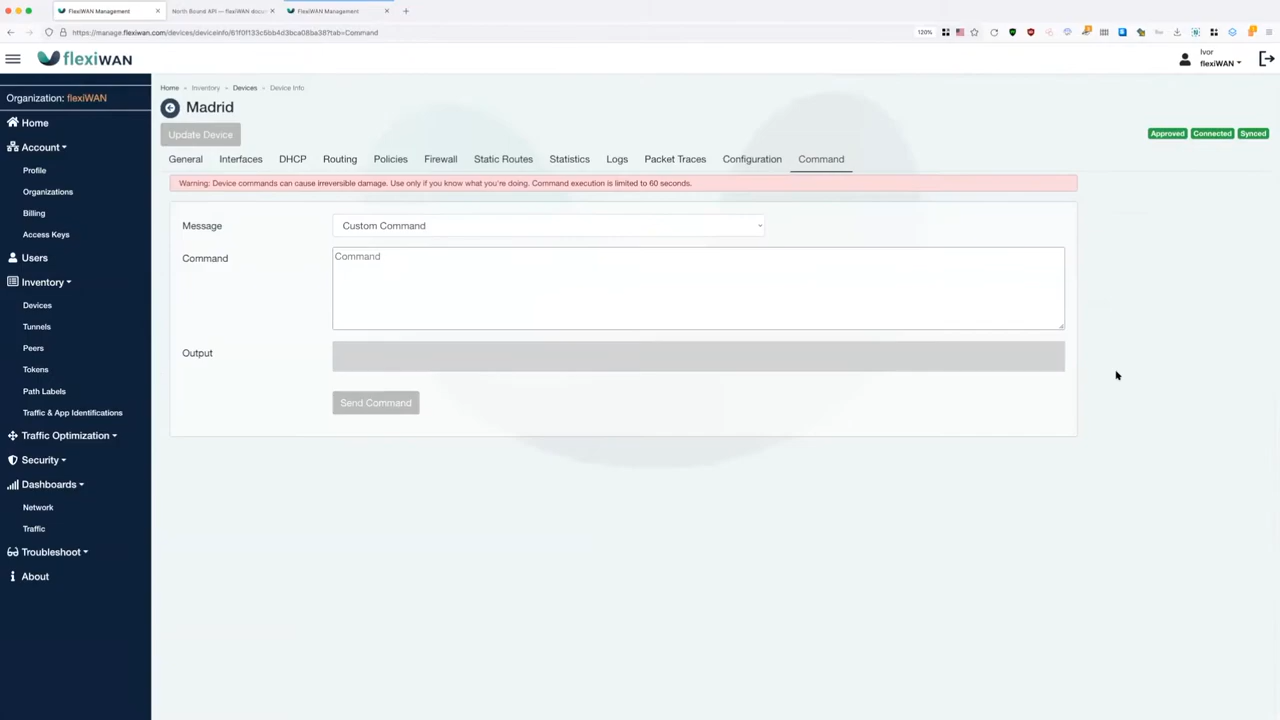 FlexiWAN Management
North Bound API — flexiWAN docu
FlexiWAN Management
https://manage.flexiwan.com/devices/deviceinfo/61f0f133c6bb4d3bca08ba38?tab=Command
120%
flexiWAN
Ivor
flexiWAN
Organization: flexiWAN
Home
Account
Profile
Organizations
Billing
Access Keys
Users
Inventory
Devices
Tunnels
Peers
Tokens
Path Labels
Traffic & App Identifications
Traffic Optimization
Security
Dashboards
Network
Traffic
Troubleshoot
About
Home Inventory Devices Device Info
Madrid
Update Device
Approved Connected Synced
General Interfaces DHCP Routing Policies Firewall Static Routes Statistics Logs Packet Traces Configuration Command
Warning: Device commands can cause irreversible damage. Use only if you know what you're doing. Command execution is limited to 60 seconds.
Message Custom Command
Command Command
Output
Send Command